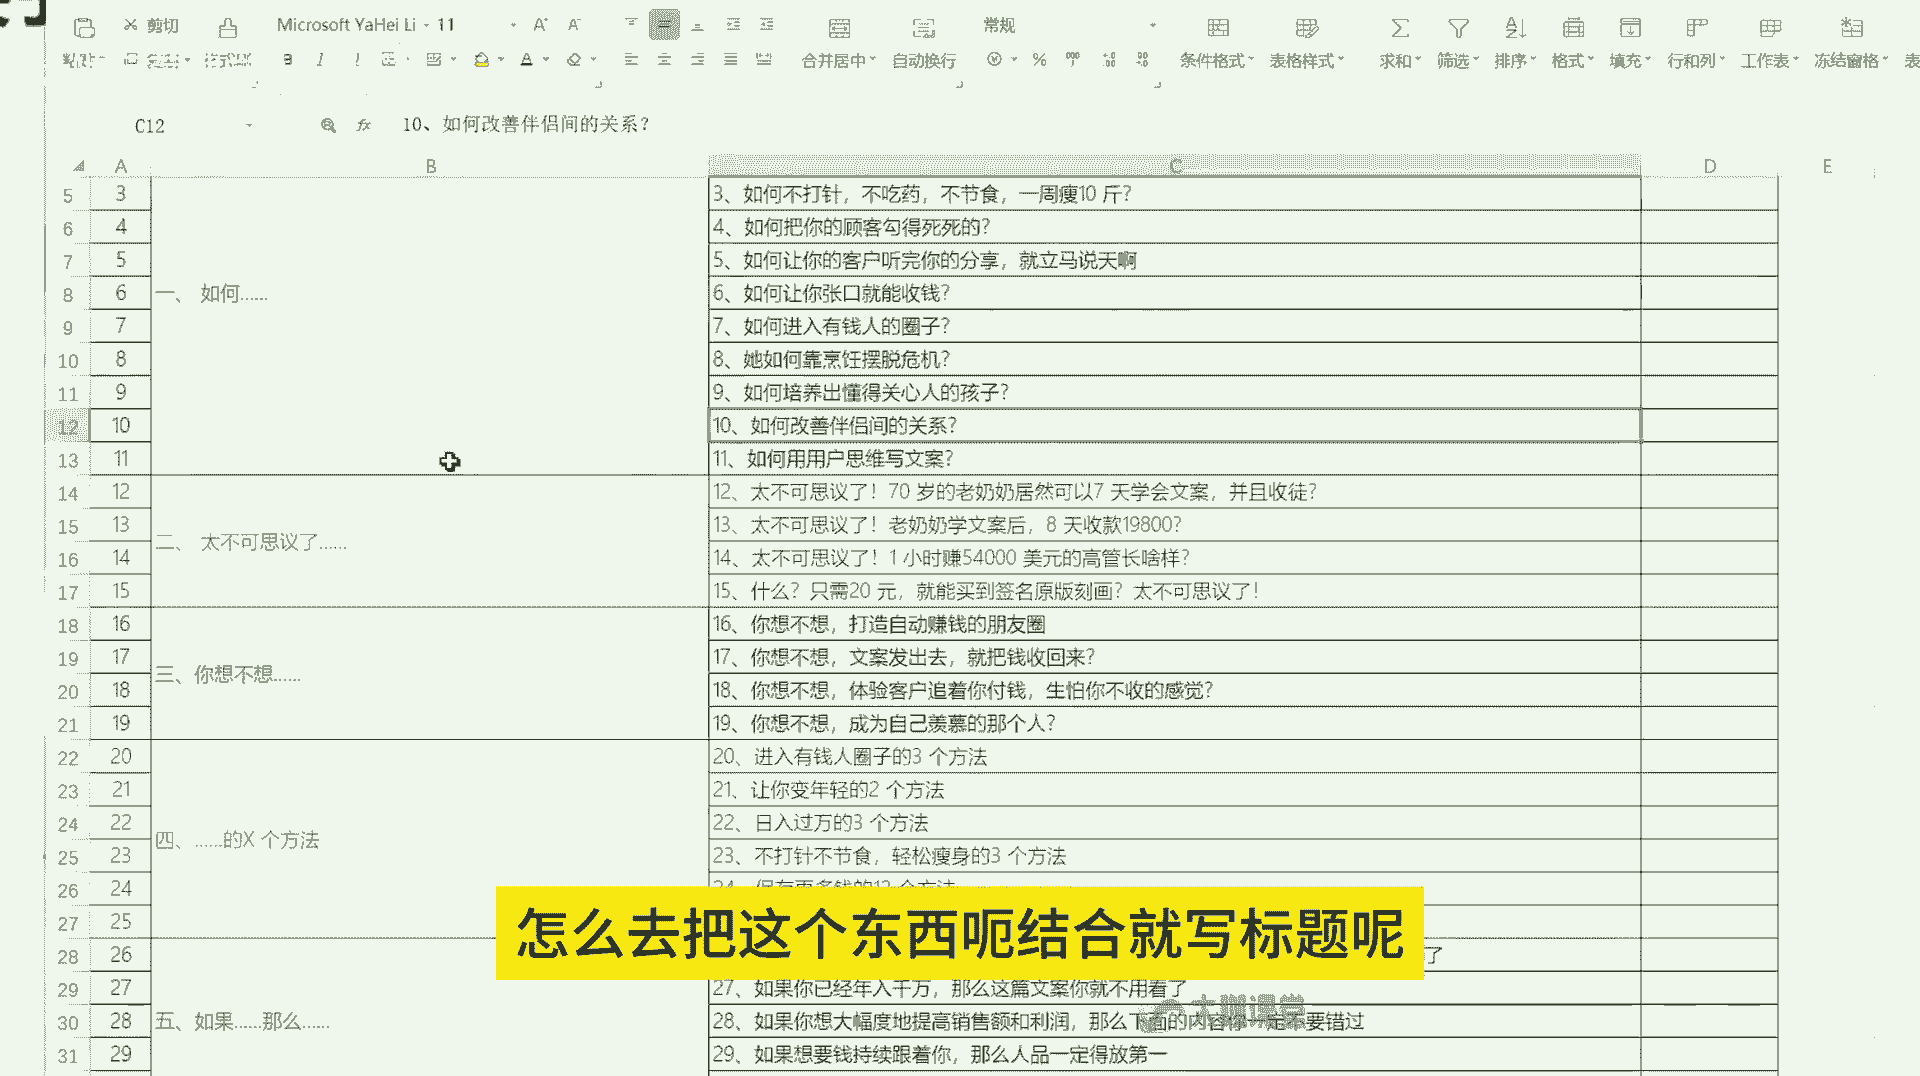 剪切
Microsoft YaHei Li 11
A+ A-
常规
B I
A
合并居中
自动换行
%
条件格式
表格样式
求和
筛选
排序
格式
填充
行和列
工作表
冻结窗格
表
C12
fx
10、如何改善伴侣间的关系？
A B C D E
5 3 3、如何不打针，不吃药，不节食，一周瘦10 斤？
6 4 4、如何把你的顾客勾得死死的？
7 5 5、如何让你的客户听完你的分享，就立马说天啊
8 6 一、 如何…… 6、如何让你张口就能收钱？
9 7 7、如何进入有钱人的圈子？
10 8 8、她如何靠烹饪摆脱危机？
11 9 9、如何培养出懂得关心人的孩子？
12 10 10、如何改善伴侣间的关系？
13 11 11、如何用用户思维写文案？
14 12 12、太不可思议了！70 岁的老奶奶居然可以7 天学会文案，并且收徒？
15 13 二、 太不可思议了…… 13、太不可思议了！老奶奶学文案后，8 天收款19800？
16 14 14、太不可思议了！1 小时赚54000 美元的高管长啥样？
17 15 15、什么？只需20 元，就能买到签名原版刻画？太不可思议了！
18 16 16、你想不想，打造自动赚钱的朋友圈
19 17 三、你想不想…… 17、你想不想，文案发出去，就把钱收回来？
20 18 18、你想不想，体验客户追着你付钱，生怕你不收的感觉？
21 19 19、你想不想，成为自己羡慕的那个人？
22 20 20、进入有钱人圈子的3 个方法
23 21 21、让你变年轻的2 个方法
24 22 四、……的X 个方法 22、日入过万的3 个方法
25 23 23、不打针不节食，轻松瘦身的3 个方法
26 24
27 25
怎么去把这个东西呃结合就写标题呢
28 26 了
29 27 27、如果你已经年入千万，那么这篇文案你就不用看了
30 28 五、如果……那么…… 28、如果你想大幅度地提高销售额和利润，那么下面的内容你一定不要错过
31 29 29、如果想要钱持续跟着你，那么人品一定得放第一